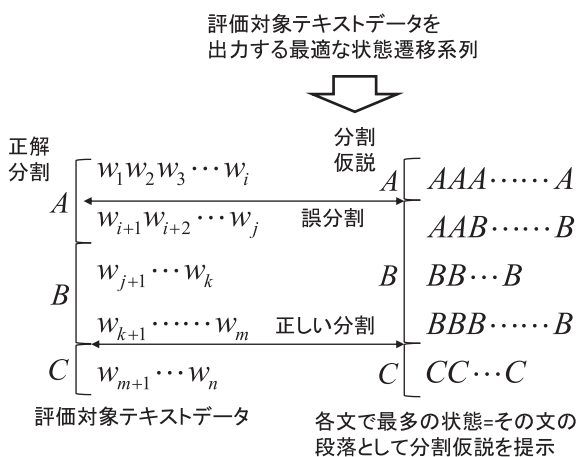 評価対象テキストデータを
出力する最適な状態遷移系列
正解
分割
分割
仮説
A
w1w2w3⋯wi
A
AAA⋯⋯A
誤分割
wi+1wi+2⋯wj
AAB⋯⋯B
B
wj+1⋯wk
B
BB⋯B
wk+1⋯⋯wm
正しい分割
BBB⋯⋯B
C
wm+1⋯wn
C
CC⋯C
評価対象テキストデータ
各文で最多の状態=その文の
段落として分割仮説を提示